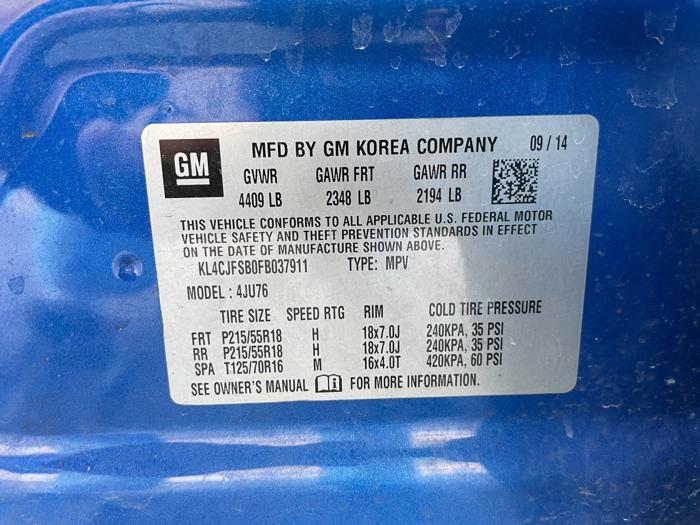 GM MFD BY GM KOREA COMPANY 09 / 14
GVWR GAWR FRT GAWR RR
4409 LB 2348 LB 2194 LB
THIS VEHICLE CONFORMS TO ALL APPLICABLE U.S. FEDERAL MOTOR
VEHICLE SAFETY AND THEFT PREVENTION STANDARDS IN EFFECT
ON THE DATE OF MANUFACTURE SHOWN ABOVE.
KL4CJFSB0FB037911 TYPE: MPV
MODEL : 4JU76
TIRE SIZE SPEED RTG RIM COLD TIRE PRESSURE
FRT P215/55R18 H 18x7.0J 240KPA, 35 PSI
RR P215/55R18 H 18x7.0J 240KPA, 35 PSI
SPA T125/70R16 M 16x4.0T 420KPA, 60 PSI
SEE OWNER'S MANUAL FOR MORE INFORMATION.